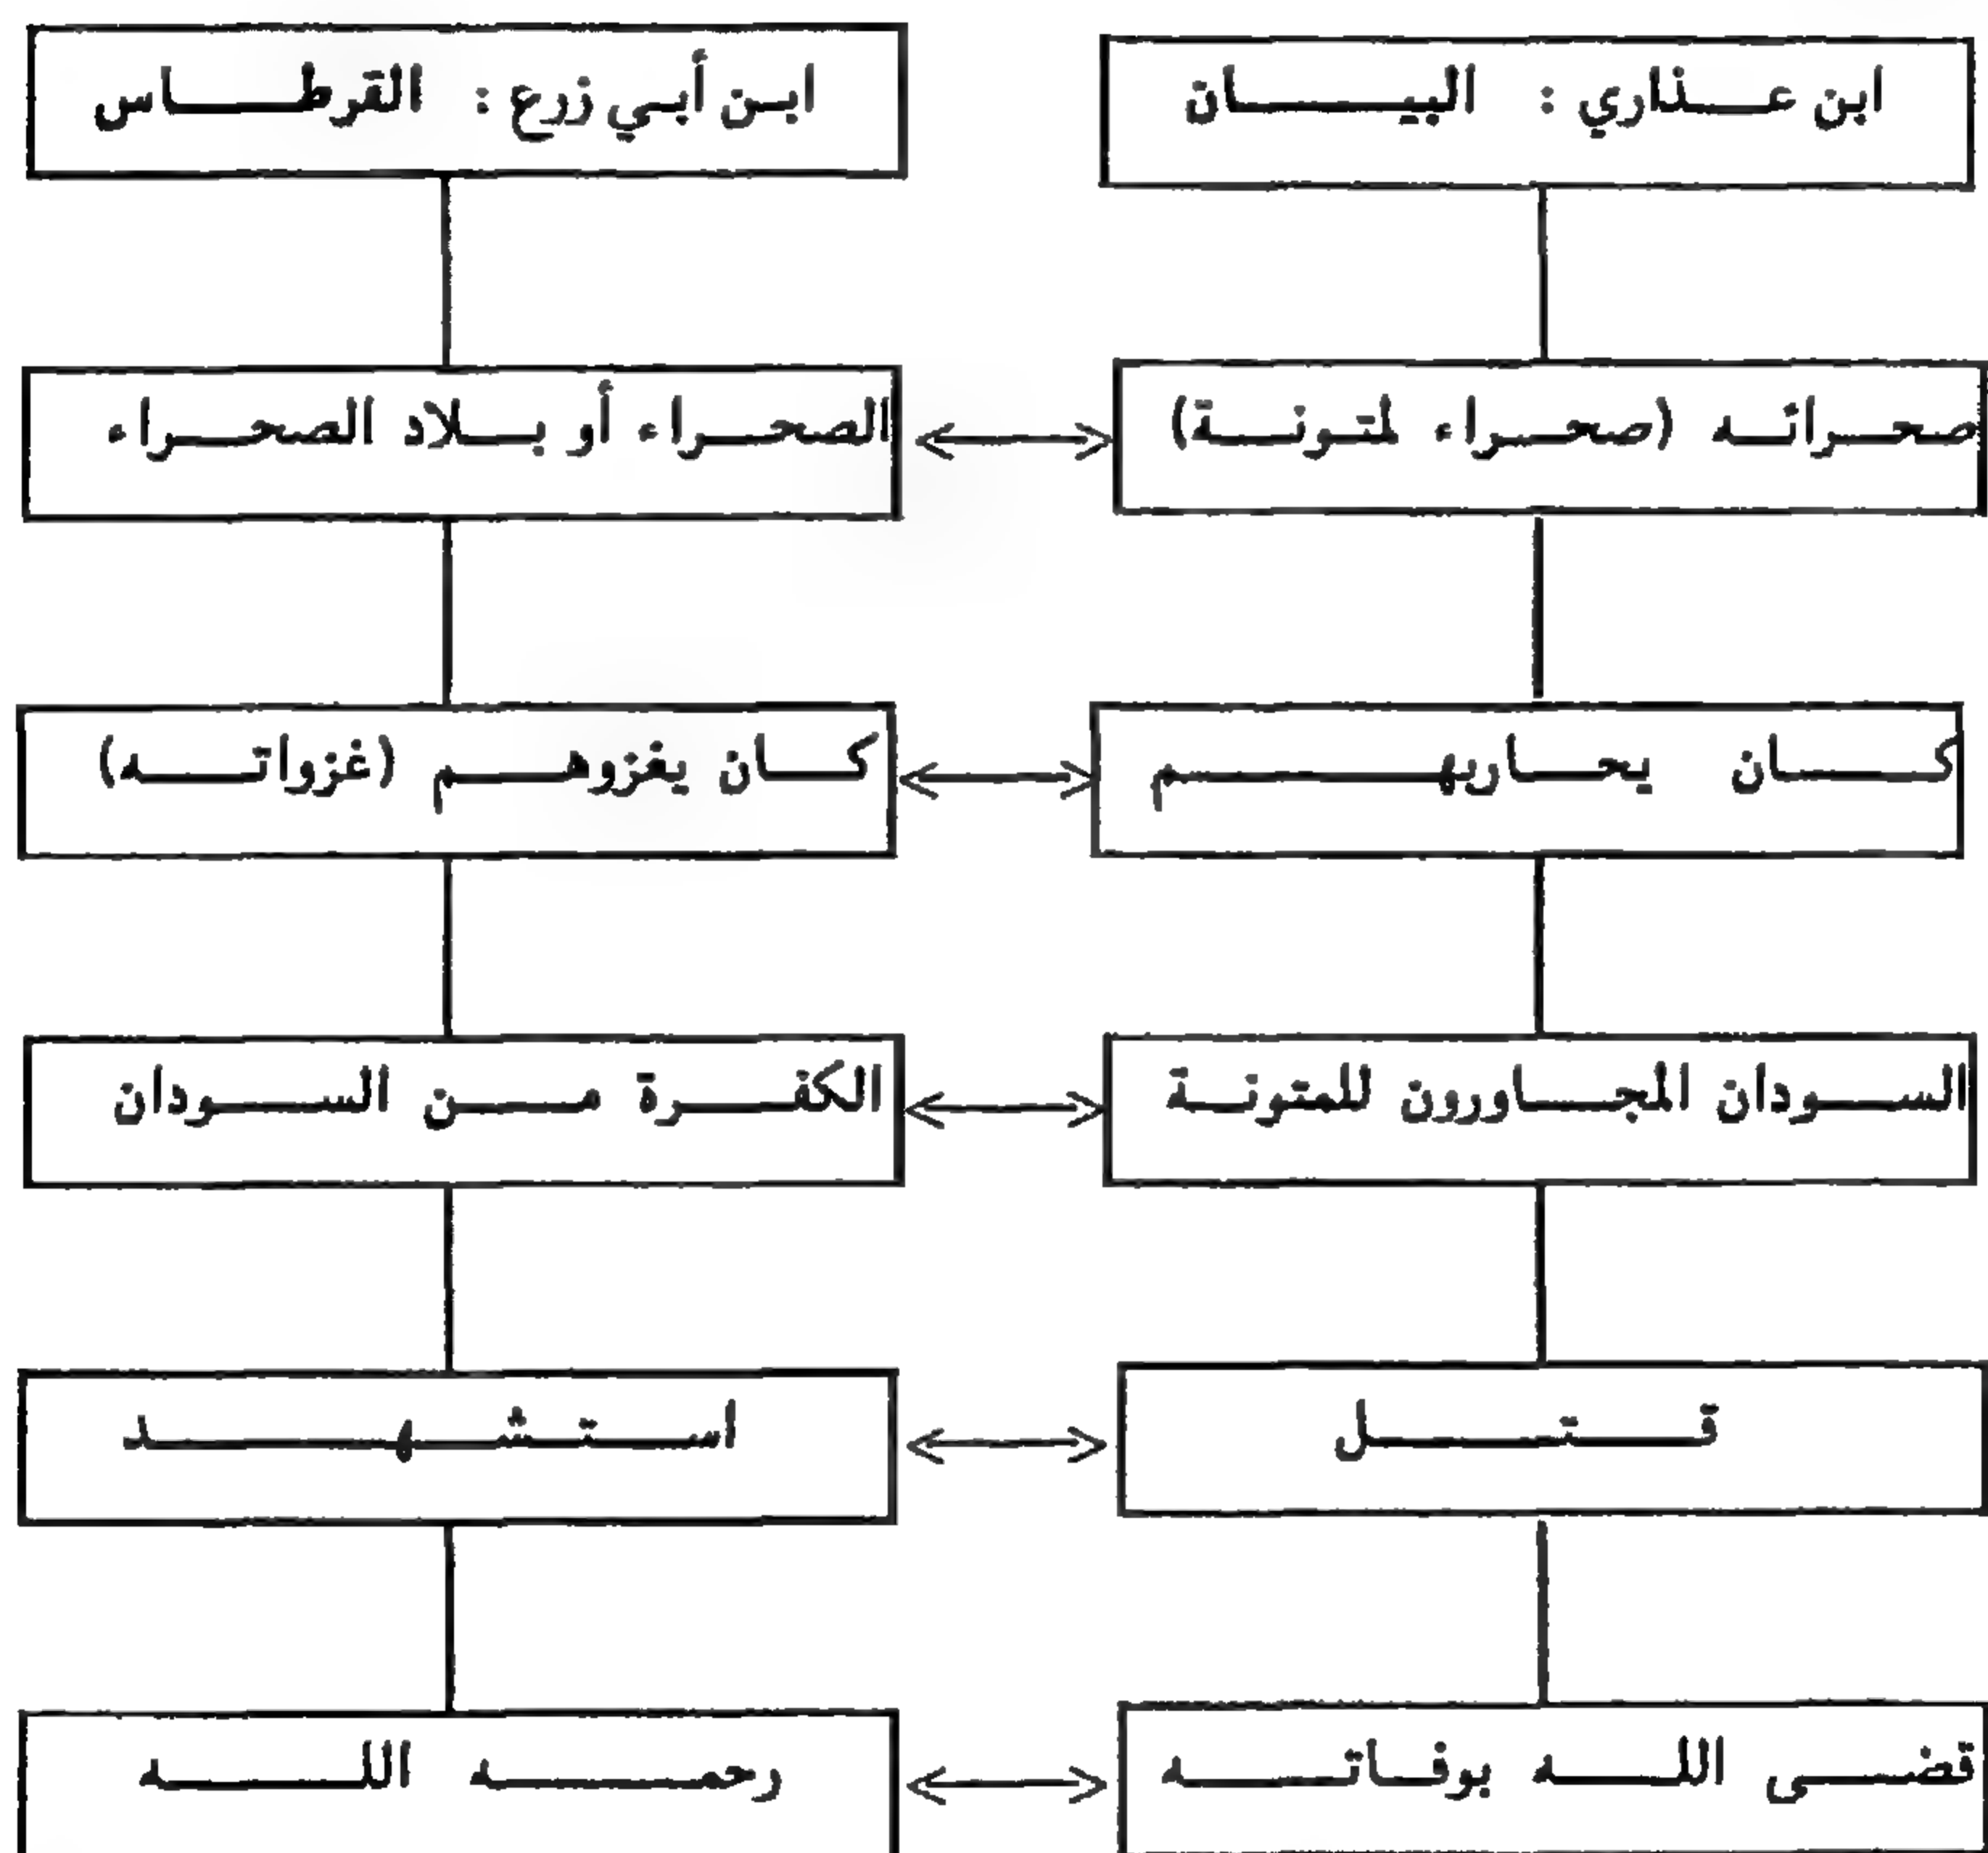 ابن عذاري : البيان
ابن أبي زرع : القرطاس
صحرائه (صحراء لمتونة)
الصحراء أو بلاد الصحراء
كان يحاربهم
كان يغزوهم (غزواته)
السودان المجاورون للمتونة
الكفرة من السودان
قتل
استشهد
قضى الله بوفاته
رحمه الله